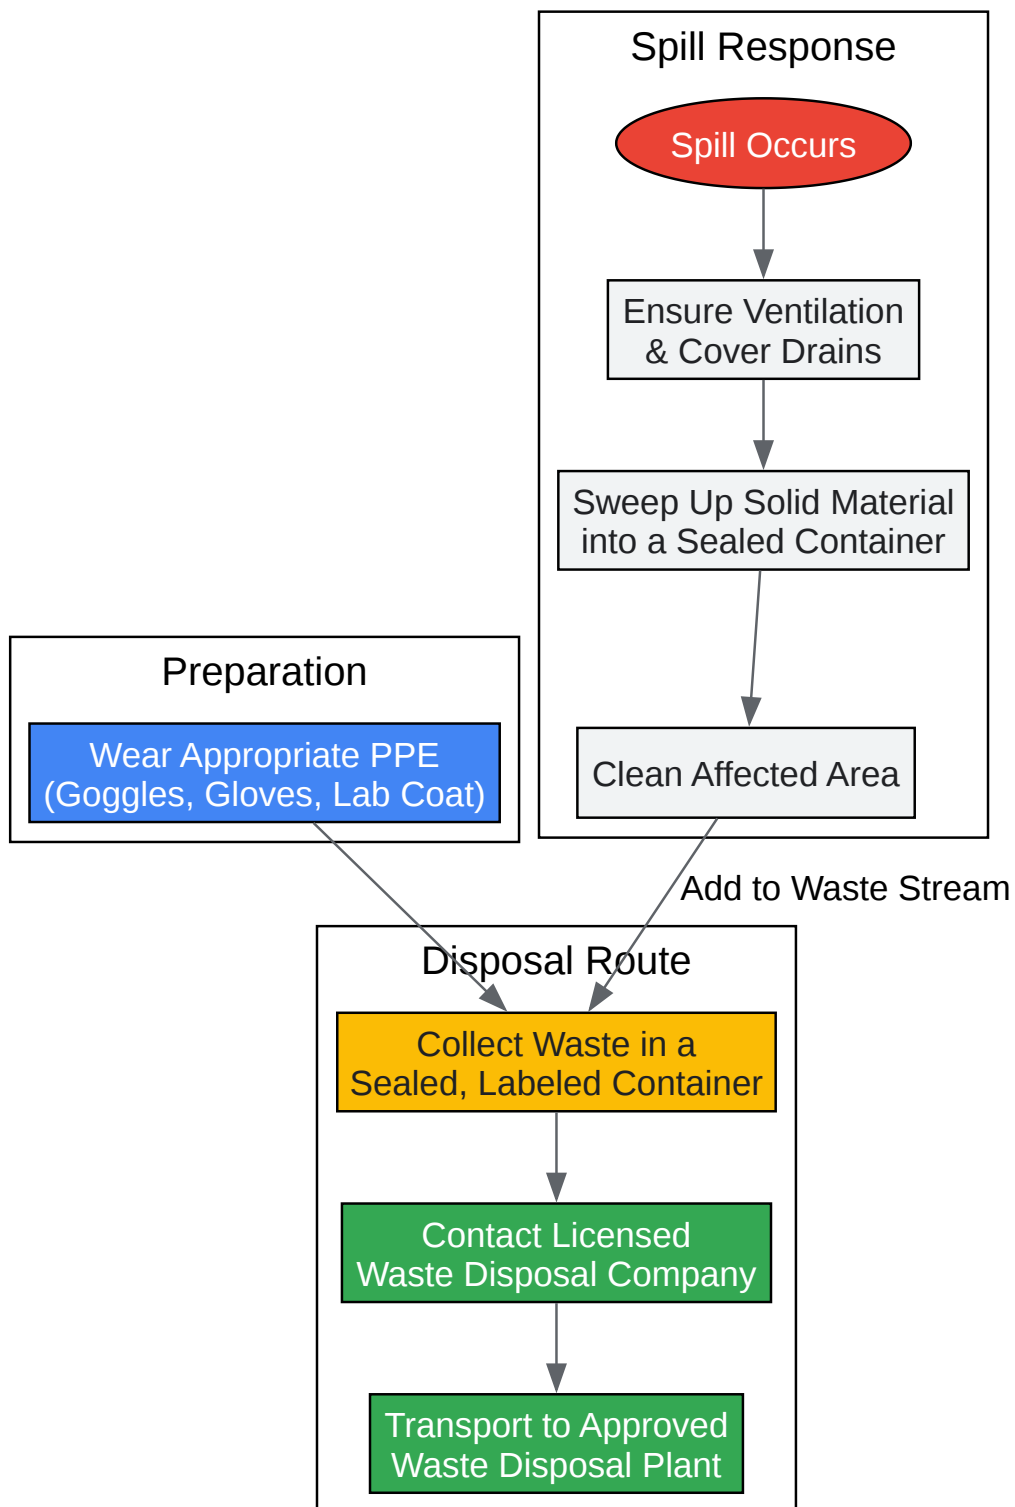 Spill Response
Spill Occurs
Ensure Ventilation
& Cover Drains
Sweep Up Solid Material
into a Sealed Container
Clean Affected Area
Preparation
Wear Appropriate PPE
(Goggles, Gloves, Lab Coat)
Add to Waste Stream
Disposal Route
Collect Waste in a
Sealed, Labeled Container
Contact Licensed
Waste Disposal Company
Transport to Approved
Waste Disposal Plant